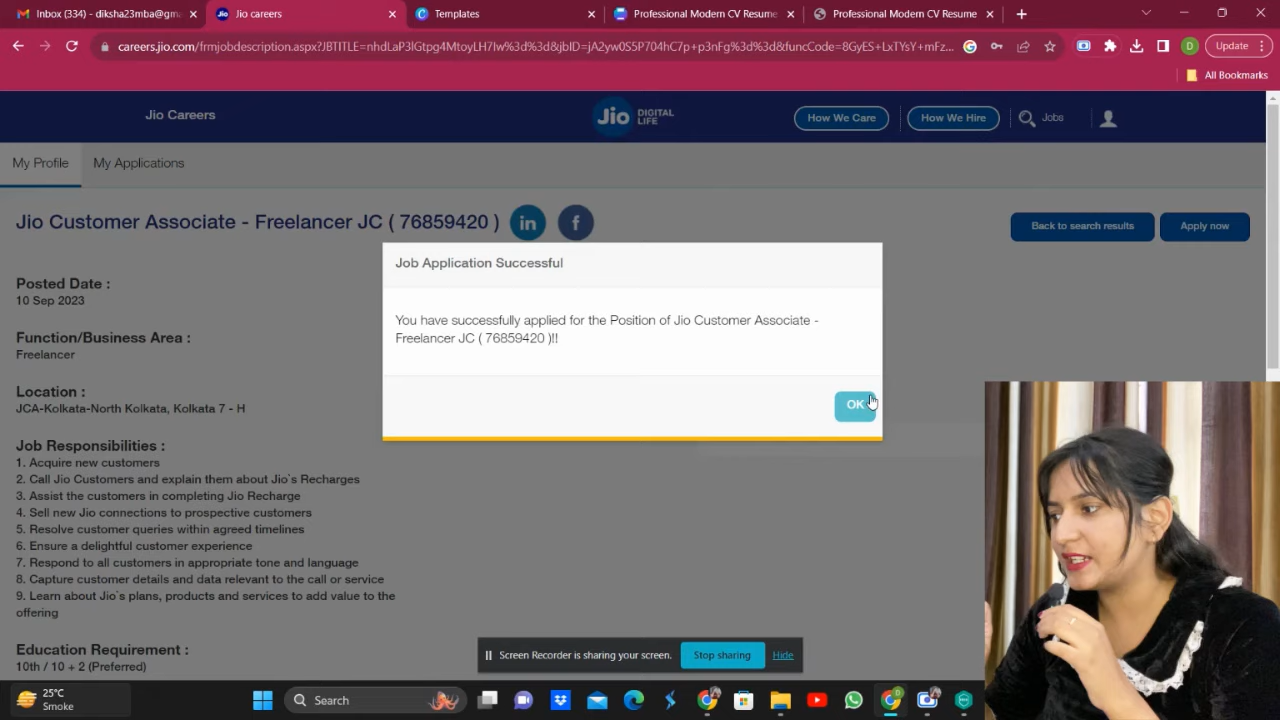 Inbox (334) - diksha23mba@gm
Jio careers
Templates
Professional Modern CV Resume
Professional Modern CV Resume
careers.jio.com/frmjobdescription.aspx?JBTITLE=nhdLaP3lGtpg4MtoyLH7Iw%3d%3d&jbID=jA2yw0S5P704hC7p+p3nFg%3d%3d&funcCode=8GyES+LxTYsY+mFz...
D
Update
All Bookmarks
Jio Careers
Jio DIGITAL LIFE
How We Care
How We Hire
Jobs
My Profile
My Applications
Jio Customer Associate - Freelancer JC ( 76859420 )
in
f
Back to search results
Apply now
Job Application Successful
You have successfully applied for the Position of Jio Customer Associate -
Freelancer JC ( 76859420 )!!
OK
Posted Date :
10 Sep 2023
Function/Business Area :
Freelancer
Location :
JCA-Kolkata-North Kolkata, Kolkata 7 - H
Job Responsibilities :
1. Acquire new customers
2. Call Jio Customers and explain them about Jio`s Recharges
3. Assist the customers in completing Jio Recharge
4. Sell new Jio connections to prospective customers
5. Resolve customer queries within agreed timelines
6. Ensure a delightful customer experience
7. Respond to all customers in appropriate tone and language
8. Capture customer details and data relevant to the call or service
9. Learn about Jio`s plans, products and services to add value to the
offering
Education Requirement :
10th / 10 + 2 (Preferred)
Screen Recorder is sharing your screen.
Stop sharing
Hide
25°C
Smoke
Search